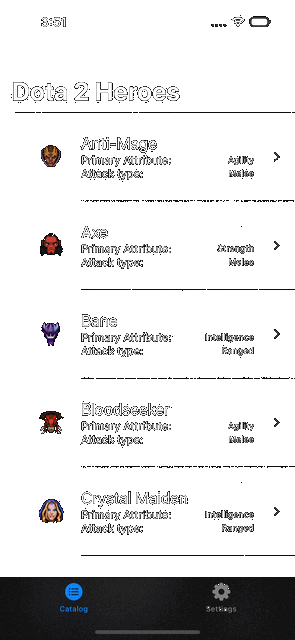 8:51
Dota 2 Heroes
Anti-Mage
Primary Attribute: Agility
Attack type: Melee
Axe
Primary Attribute: Strength
Attack type: Melee
Bane
Primary Attribute: Intelligence
Attack type: Ranged
Bloodseeker
Primary Attribute: Agility
Attack type: Melee
Crystal Maiden
Primary Attribute: Intelligence
Attack type: Ranged
Catalog Settings